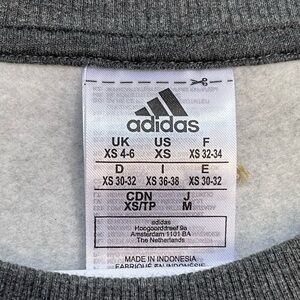 adidas
UK US F
XS 4-6 XS XS 32-34
D I E
XS 30-32 XS 36-38 XS 30-32
CDN J
XS/TP M
adidas
Hoogoorddreef 9a
Amsterdam 1101 BA
The Netherlands
MADE IN INDONESIA
FABRIQUÉ EN INDONÉSIE